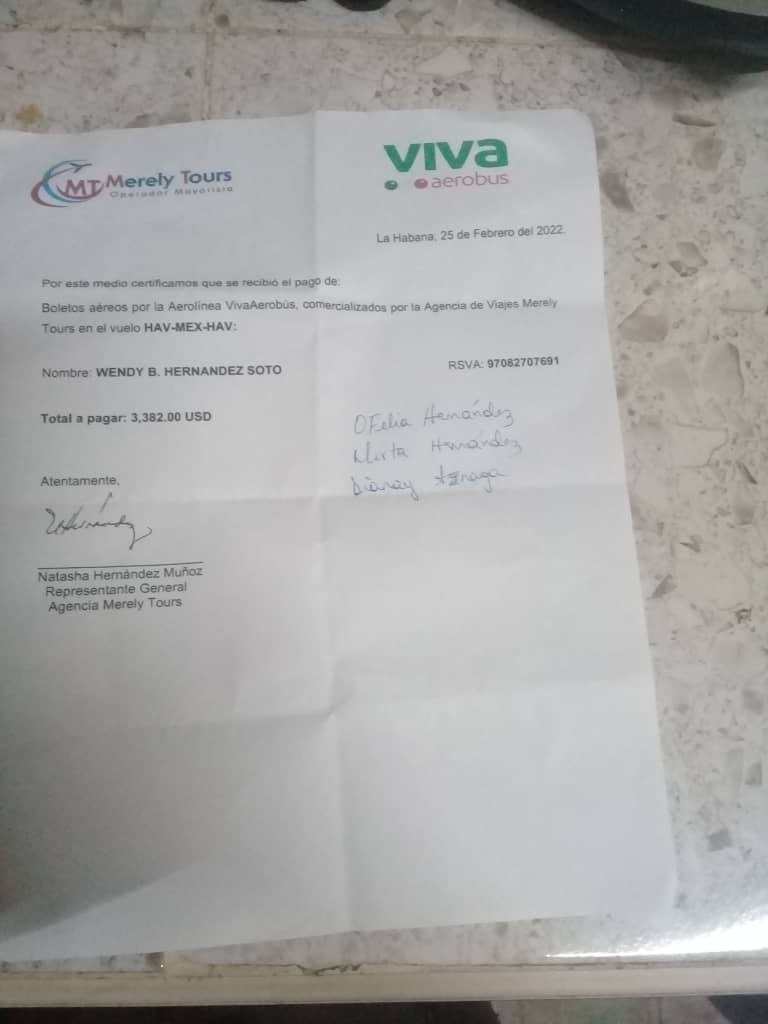 MT Merely Tours
Operador Mayorista
viva
aerobus
La Habana, 25 de Febrero del 2022.
Por este medio certificamos que se recibió el pago de:
Boletos aéreos por la Aerolínea VivaAerobús, comercializados por la Agencia de Viajes Merely
Tours en el vuelo HAV-MEX-HAV:
Nombre: WENDY B. HERNANDEZ SOTO
RSVA: 97082707691
Total a pagar: 3,382.00 USD
OFelia Hernández
Mirta Hernández
Dianay
Atentamente,
Natasha Hernández Muñoz
Representante General
Agencia Merely Tours